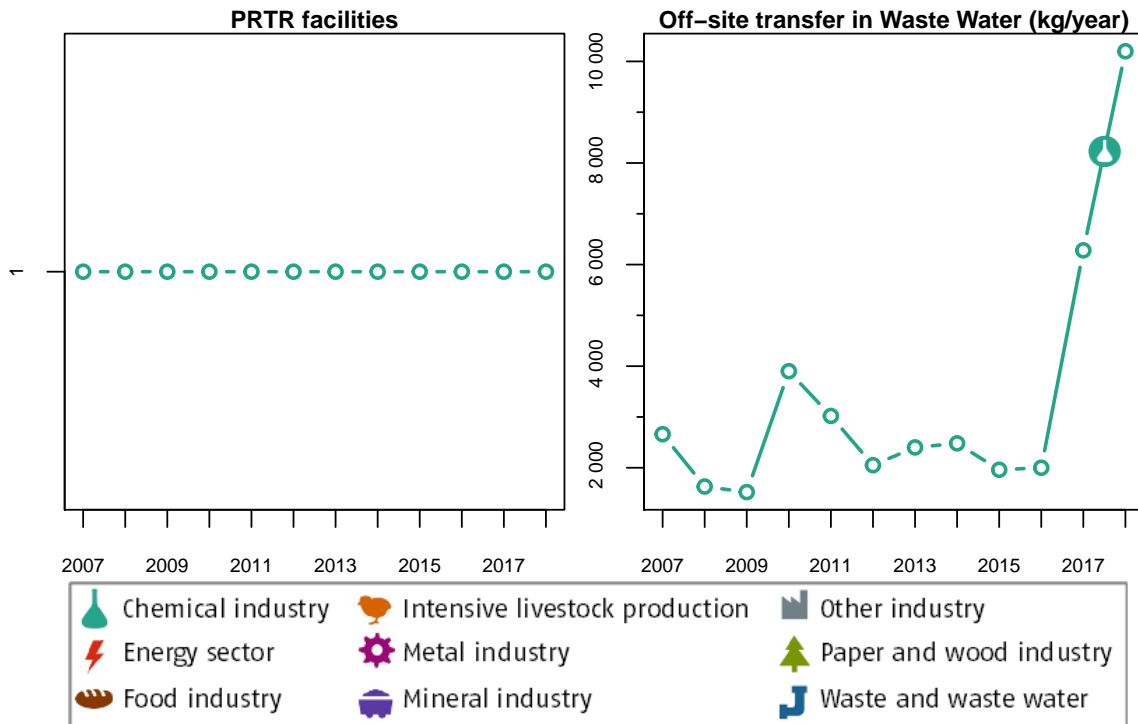 PRTR facilities
1
2007 2009 2011 2013 2015 2017
Off−site transfer in Waste Water (kg/year)
10 000
8 000
6 000
4 000
2 000
2007 2009 2011 2013 2015 2017
Chemical industry Intensive livestock production Other industry
Energy sector Metal industry Paper and wood industry
Food industry Mineral industry Waste and waste water